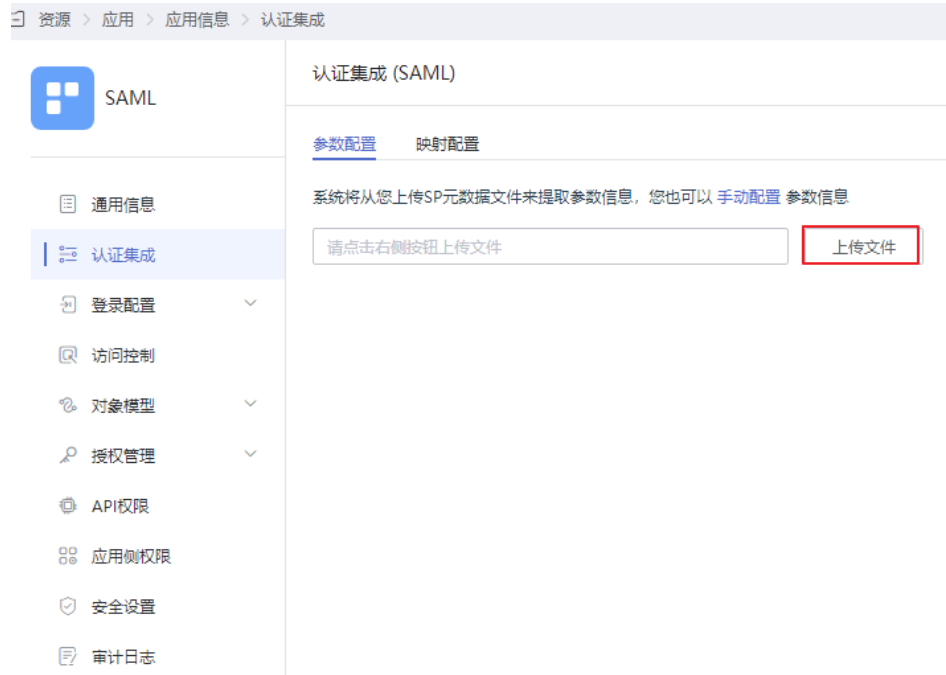 资源 > 应用 > 应用信息 > 认证集成
SAML
认证集成 (SAML)
参数配置 映射配置
系统将从您上传SP元数据文件来提取参数信息，您也可以 手动配置 参数信息
请点击右侧按钮上传文件 上传文件
通用信息
认证集成
登录配置
访问控制
对象模型
授权管理
API权限
应用侧权限
安全设置
审计日志